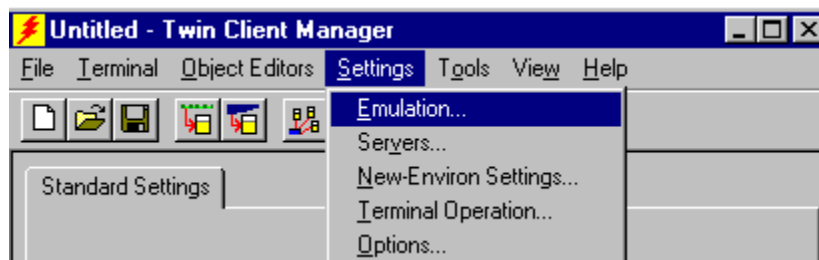 Untitled - Twin Client Manager
File Terminal Object Editors Settings Tools View Help
Emulation...
Servers...
Standard Settings
New-Environ Settings...
Terminal Operation...
Options...